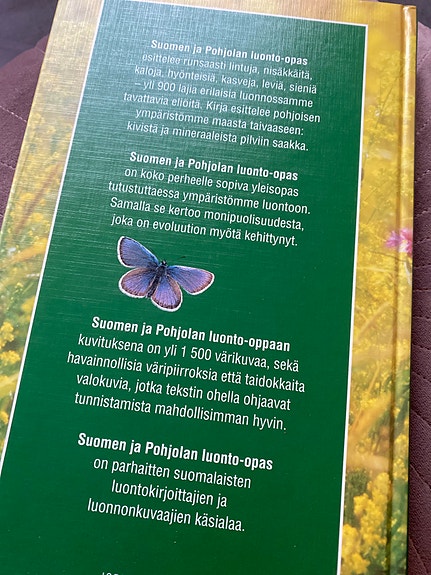 Suomen ja Pohjolan luonto-opas
esittelee runsaasti lintuja, nisäkkäitä,
kaloja, hyönteisiä, kasveja, leviä, sieniä
– yli 900 lajia erilaisia luonnossamme
tavattavia eliöitä. Kirja esittelee pohjoisen
ympäristömme maasta taivaaseen:
kivistä ja mineraaleista pilviin saakka.
Suomen ja Pohjolan luonto-opas
on koko perheelle sopiva yleisopas
tutustuttaessa ympäristömme luontoon.
Samalla se kertoo monipuolisuudesta,
joka on evoluution myötä kehittynyt.
Suomen ja Pohjolan luonto-oppaan
kuvituksena on yli 1 500 värikuvaa, sekä
havainnollisia väripiirroksia että taidokkaita
valokuvia, jotka tekstin ohella ohjaavat
tunnistamista mahdollisimman hyvin.
Suomen ja Pohjolan luonto-opas
on parhaitten suomalaisten
luontokirjoittajien ja
luonnonkuvaajien käsialaa.